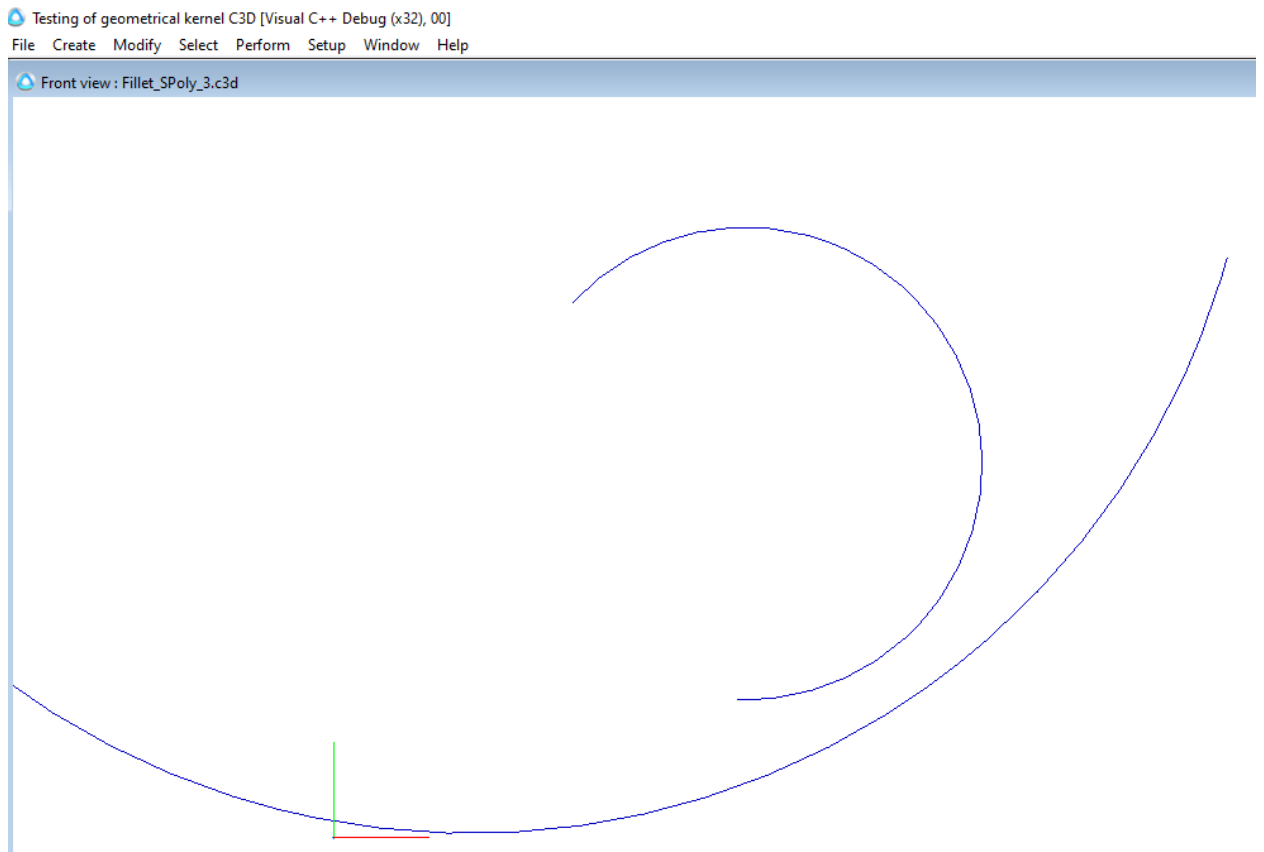 Testing of geometrical kernel C3D [Visual C++ Debug (x32), 00]
File Create Modify Select Perform Setup Window Help
Front view : Fillet_SPoly_3.c3d